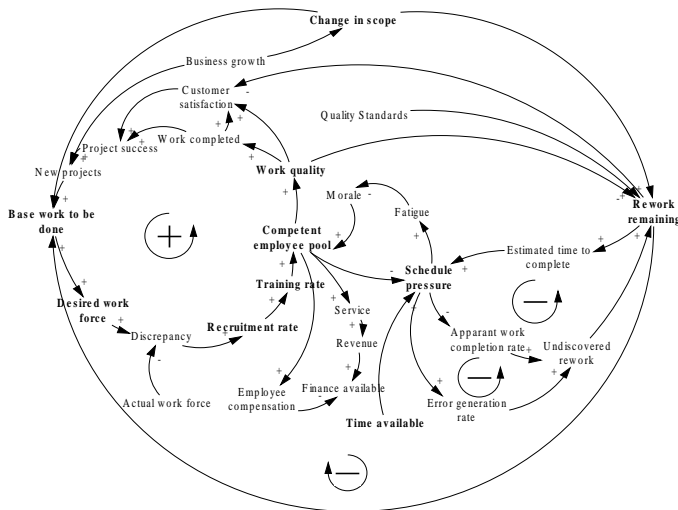 Change in scope
Business growth
Customer
satisfaction
Quality Standards
Project success
Work completed
New projects
Work quality
Morale
Fatigue
Rework
remaining
Base work to be
done
Competent
employee pool
Estimated time to
complete
Schedule
pressure
Training rate
Desired work
force
Service
Recruitment rate
Discrepancy
Apparant work
completion rate
Revenue
Undiscovered
rework
Employee
compensation
Finance available
Actual work force
Error generation
rate
Time available